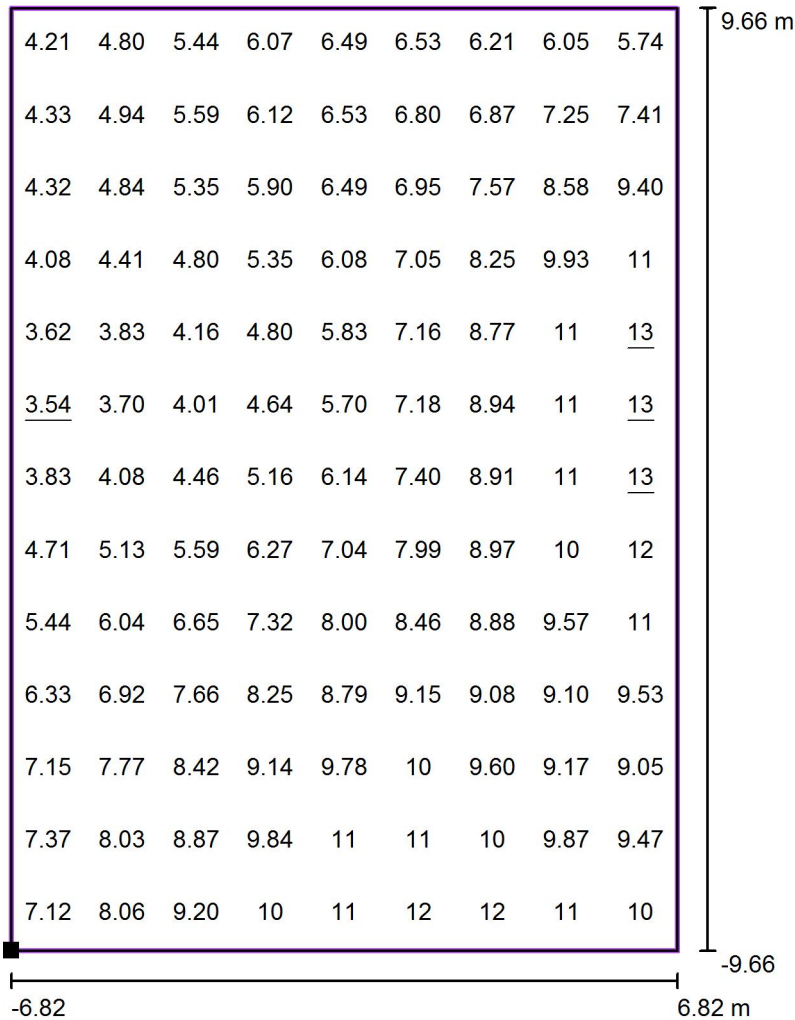 9.66 m
4.21 4.80 5.44 6.07 6.49 6.53 6.21 6.05 5.74
4.33 4.94 5.59 6.12 6.53 6.80 6.87 7.25 7.41
4.32 4.84 5.35 5.90 6.49 6.95 7.57 8.58 9.40
4.08 4.41 4.80 5.35 6.08 7.05 8.25 9.93 11
3.62 3.83 4.16 4.80 5.83 7.16 8.77 11 13
3.54 3.70 4.01 4.64 5.70 7.18 8.94 11 13
3.83 4.08 4.46 5.16 6.14 7.40 8.91 11 13
4.71 5.13 5.59 6.27 7.04 7.99 8.97 10 12
5.44 6.04 6.65 7.32 8.00 8.46 8.88 9.57 11
6.33 6.92 7.66 8.25 8.79 9.15 9.08 9.10 9.53
7.15 7.77 8.42 9.14 9.78 10 9.60 9.17 9.05
7.37 8.03 8.87 9.84 11 11 10 9.87 9.47
7.12 8.06 9.20 10 11 12 12 11 10
-9.66
-6.82 6.82 m